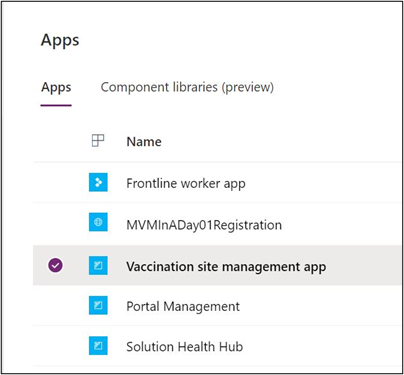 Apps
Apps Component libraries (preview)
Name
Frontline worker app
MVMInADay01Registration
Vaccination site management app
Portal Management
Solution Health Hub